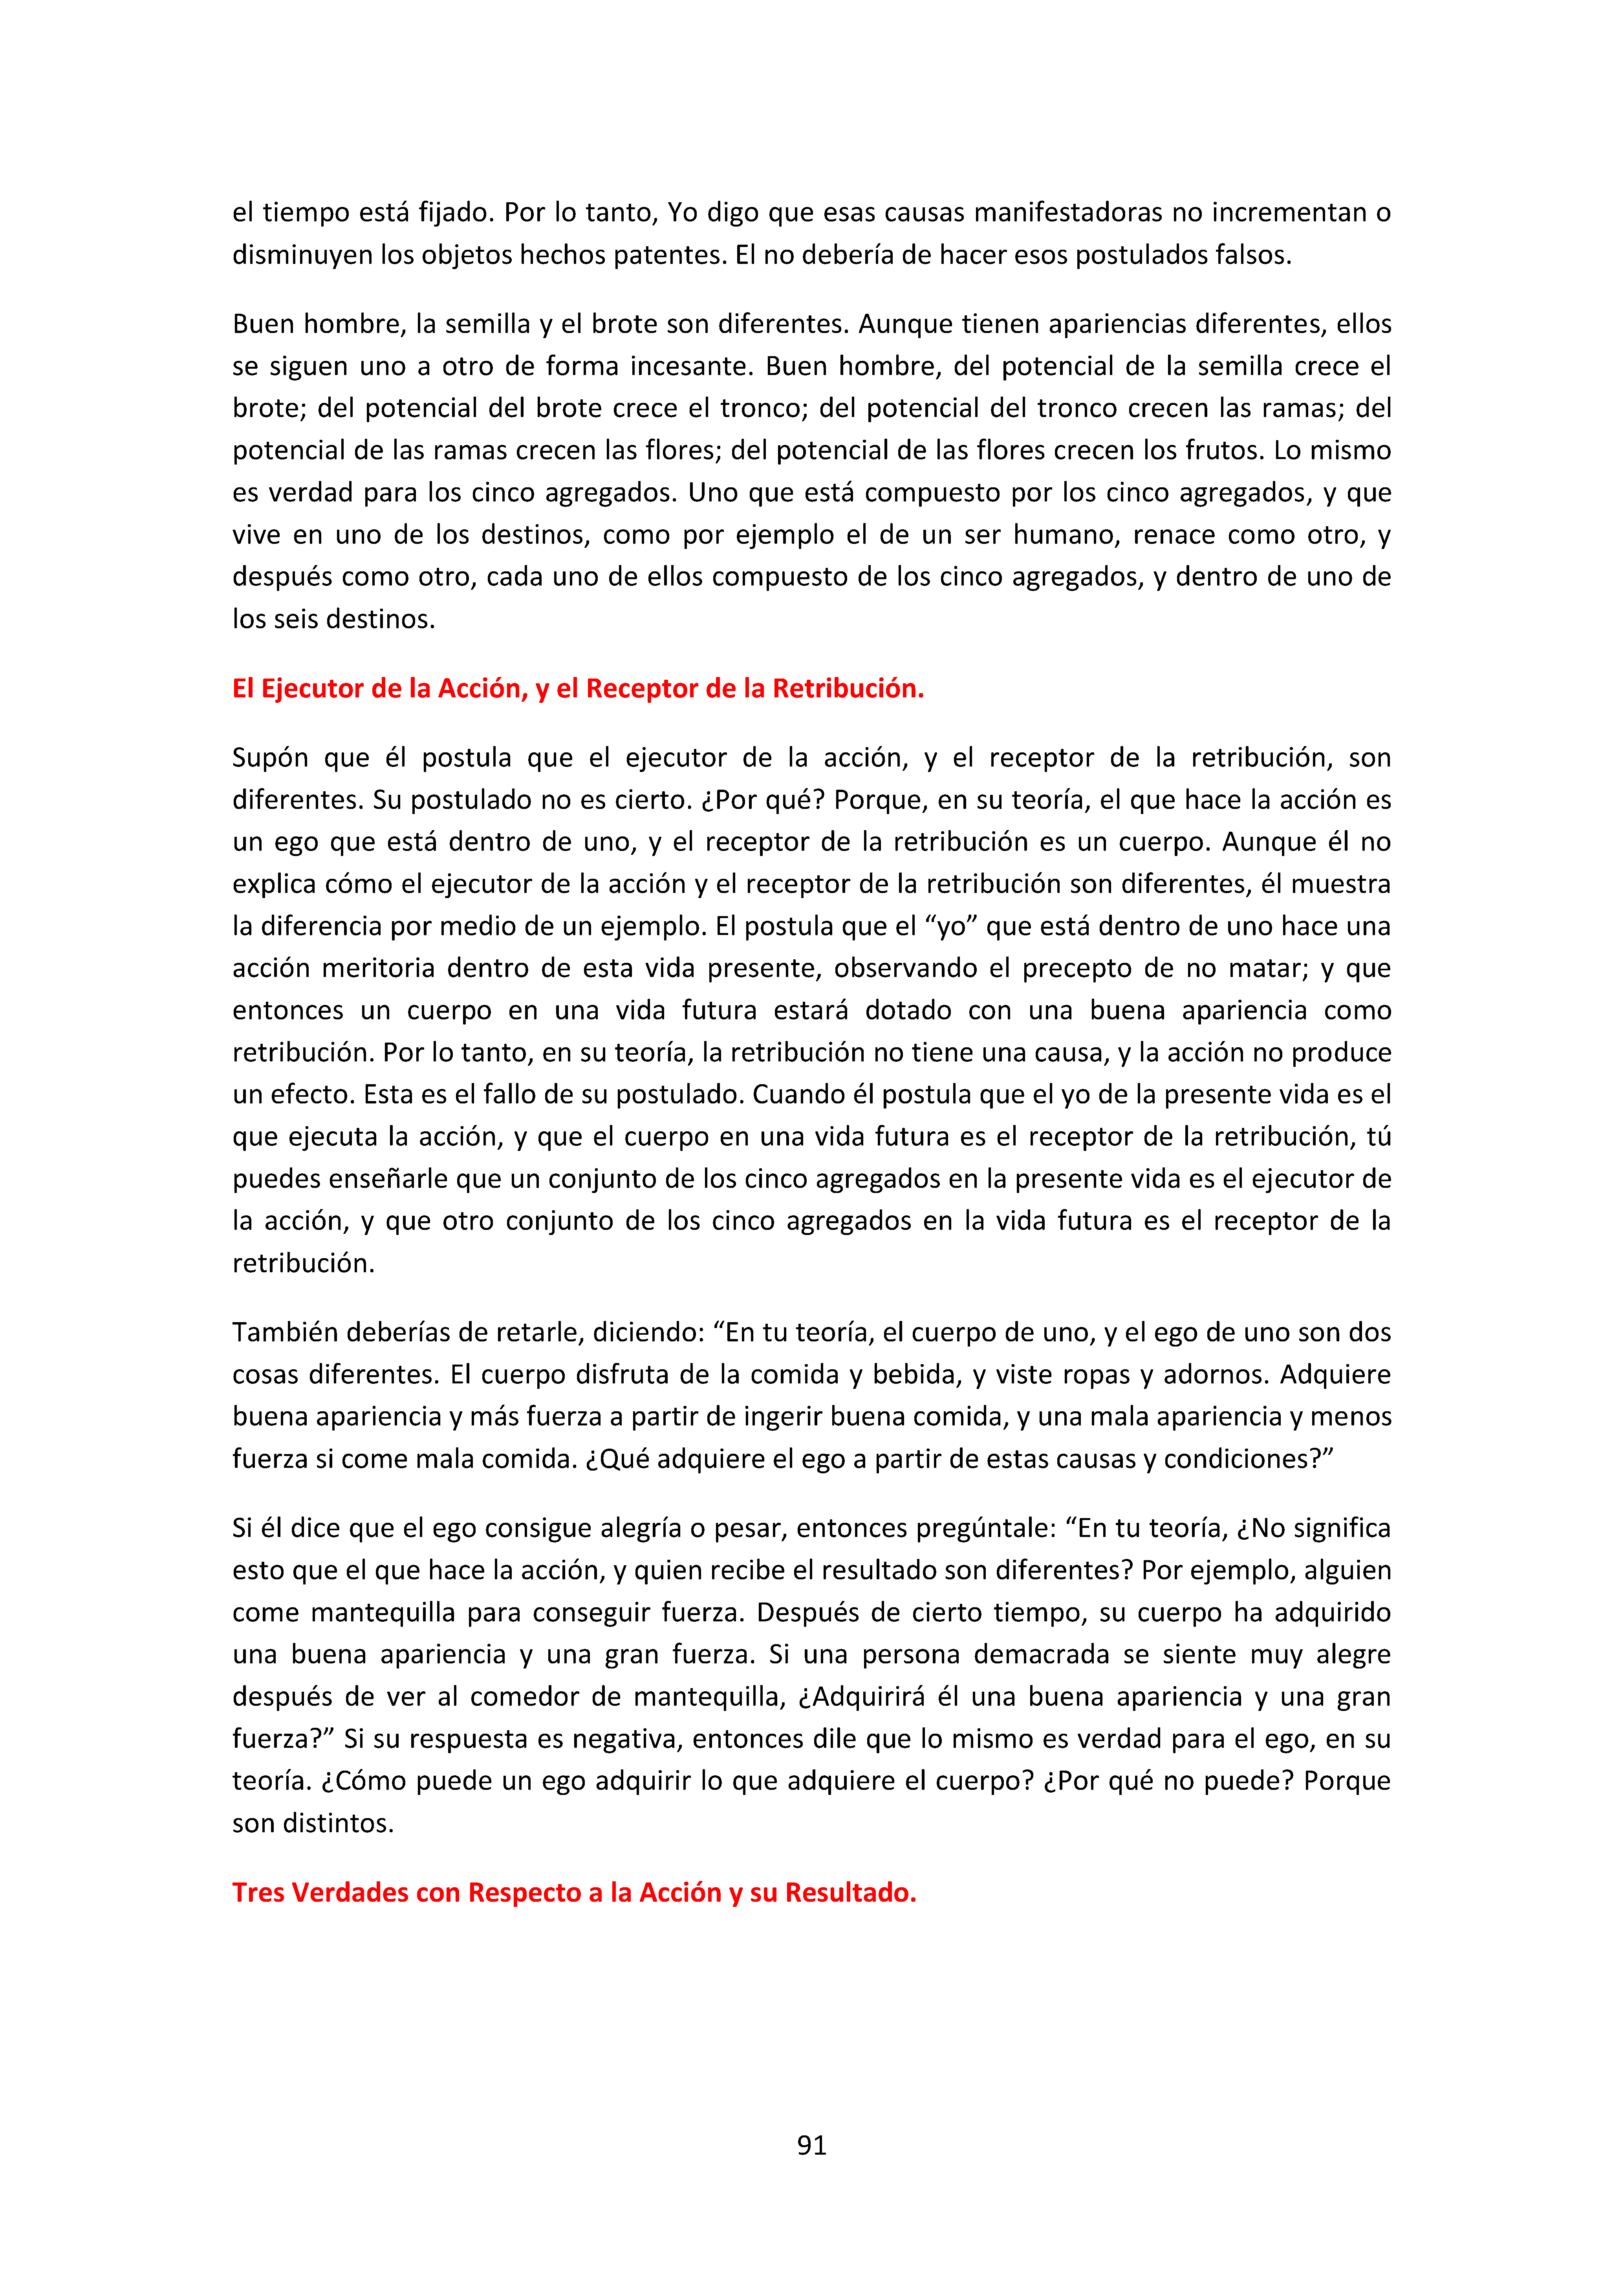 el tiempo está fijado. Por lo tanto, Yo digo que esas causas manifestadoras no incrementan o
disminuyen los objetos hechos patentes. El no debería de hacer esos postulados falsos.
Buen hombre, la semilla y el brote son diferentes. Aunque tienen apariencias diferentes, ellos
se siguen uno a otro de forma incesante. Buen hombre, del potencial de la semilla crece el
brote; del potencial del brote crece el tronco; del potencial del tronco crecen las ramas; del
potencial de las ramas crecen las flores; del potencial de las flores crecen los frutos. Lo mismo
es verdad para los cinco agregados. Uno que está compuesto por los cinco agregados, y que
vive en uno de los destinos, como por ejemplo el de un ser humano, renace como otro, y
después como otro, cada uno de ellos compuesto de los cinco agregados, y dentro de uno de
los seis destinos.
El Ejecutor de la Acción, y el Receptor de la Retribución.
Supón que él postula que el ejecutor de la acción, y el receptor de la retribución, son
diferentes. Su postulado no es cierto. ¿Por qué? Porque, en su teoría, el que hace la acción es
un ego que está dentro de uno, y el receptor de la retribución es un cuerpo. Aunque él no
explica cómo el ejecutor de la acción y el receptor de la retribución son diferentes, él muestra
la diferencia por medio de un ejemplo. El postula que el “yo” que está dentro de uno hace una
acción meritoria dentro de esta vida presente, observando el precepto de no matar; y que
entonces un cuerpo en una vida futura estará dotado con una buena apariencia como
retribución. Por lo tanto, en su teoría, la retribución no tiene una causa, y la acción no produce
un efecto. Esta es el fallo de su postulado. Cuando él postula que el yo de la presente vida es el
que ejecuta la acción, y que el cuerpo en una vida futura es el receptor de la retribución, tú
puedes enseñarle que un conjunto de los cinco agregados en la presente vida es el ejecutor de
la acción, y que otro conjunto de los cinco agregados en la vida futura es el receptor de la
retribución.
También deberías de retarle, diciendo: “En tu teoría, el cuerpo de uno, y el ego de uno son dos
cosas diferentes. El cuerpo disfruta de la comida y bebida, y viste ropas y adornos. Adquiere
buena apariencia y más fuerza a partir de ingerir buena comida, y una mala apariencia y menos
fuerza si come mala comida. ¿Qué adquiere el ego a partir de estas causas y condiciones?”
Si él dice que el ego consigue alegría o pesar, entonces pregúntale: “En tu teoría, ¿No significa
esto que el que hace la acción, y quien recibe el resultado son diferentes? Por ejemplo, alguien
come mantequilla para conseguir fuerza. Después de cierto tiempo, su cuerpo ha adquirido
una buena apariencia y una gran fuerza. Si una persona demacrada se siente muy alegre
después de ver al comedor de mantequilla, ¿Adquirirá él una buena apariencia y una gran
fuerza?” Si su respuesta es negativa, entonces dile que lo mismo es verdad para el ego, en su
teoría. ¿Cómo puede un ego adquirir lo que adquiere el cuerpo? ¿Por qué no puede? Porque
son distintos.
Tres Verdades con Respecto a la Acción y su Resultado.
91